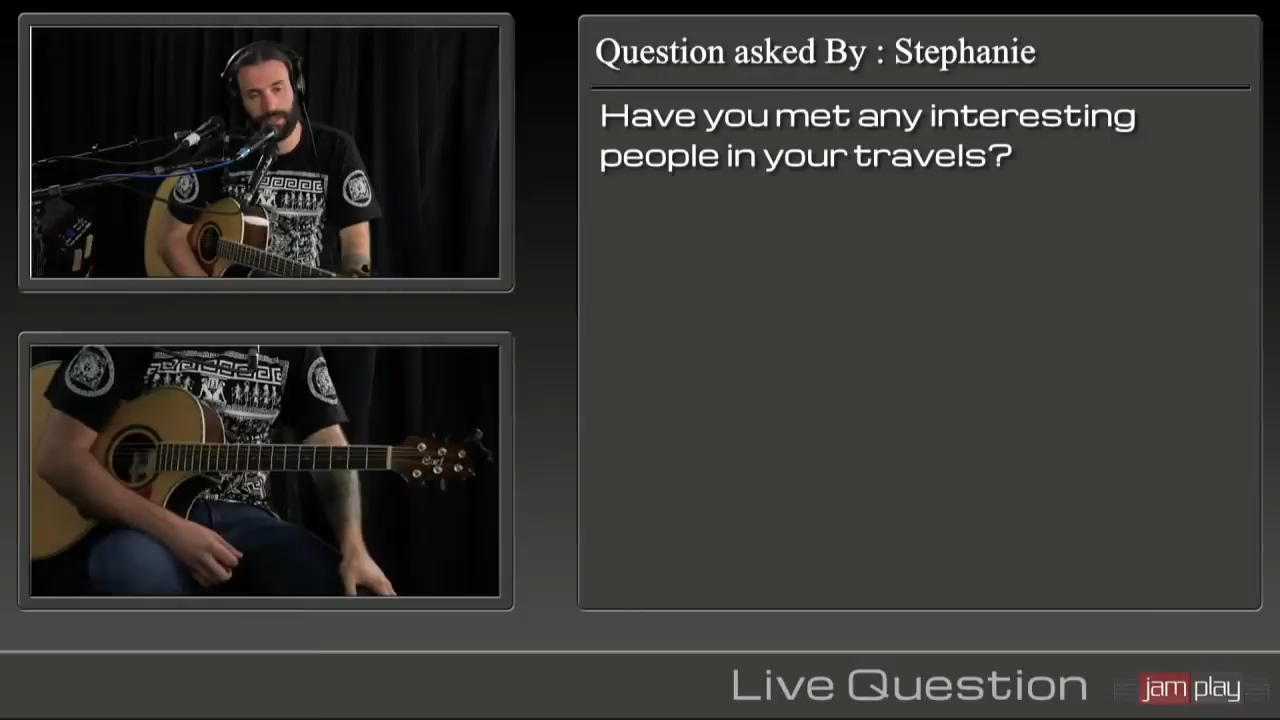 Question asked By : Stephanie
Have you met any interesting
people in your travels?
Live Question
jam play